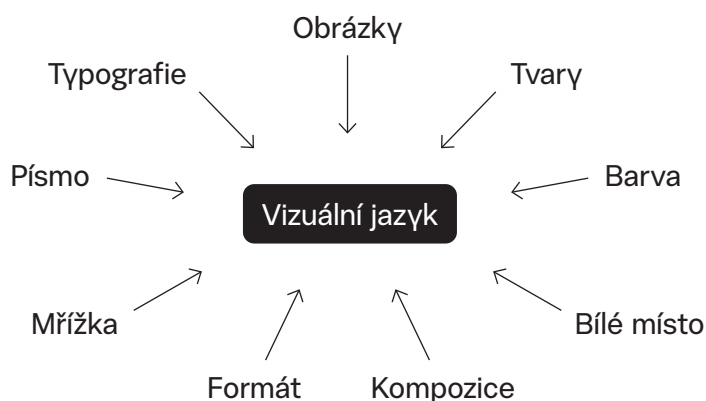 Obrázky
Typografie
Tvary
Písmo
Barva
Vizuální jazyk
Mřížka
Bílé místo
Formát
Kompozice